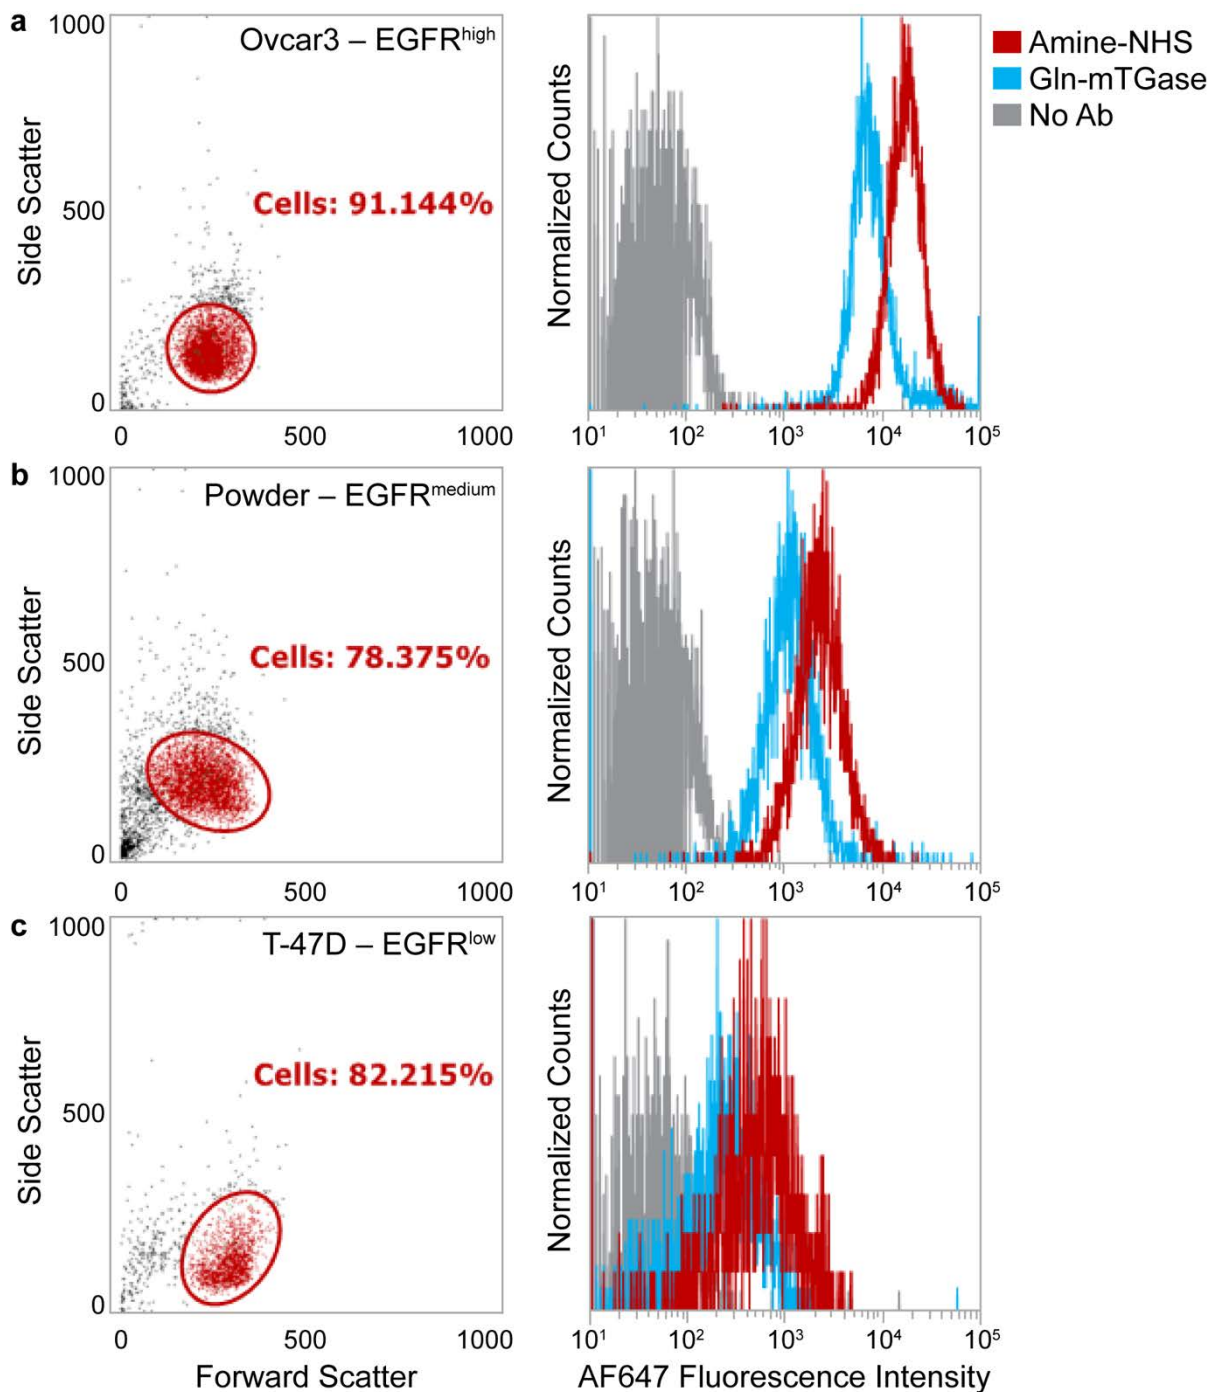 a
Ovcar3 – EGFRhigh
Cells: 91.144%
Side Scatter
1000
500
0
0 500 1000
Normalized Counts
10¹ 10² 10³ 10⁴ 10⁵
Amine-NHS
Gln-mTGase
No Ab
b
Powder – EGFRmedium
Cells: 78.375%
Side Scatter
1000
500
0
0 500 1000
Normalized Counts
10¹ 10² 10³ 10⁴ 10⁵
c
T-47D – EGFRlow
Cells: 82.215%
Side Scatter
1000
500
0
0 500 1000
Forward Scatter
Normalized Counts
10¹ 10² 10³ 10⁴ 10⁵
AF647 Fluorescence Intensity